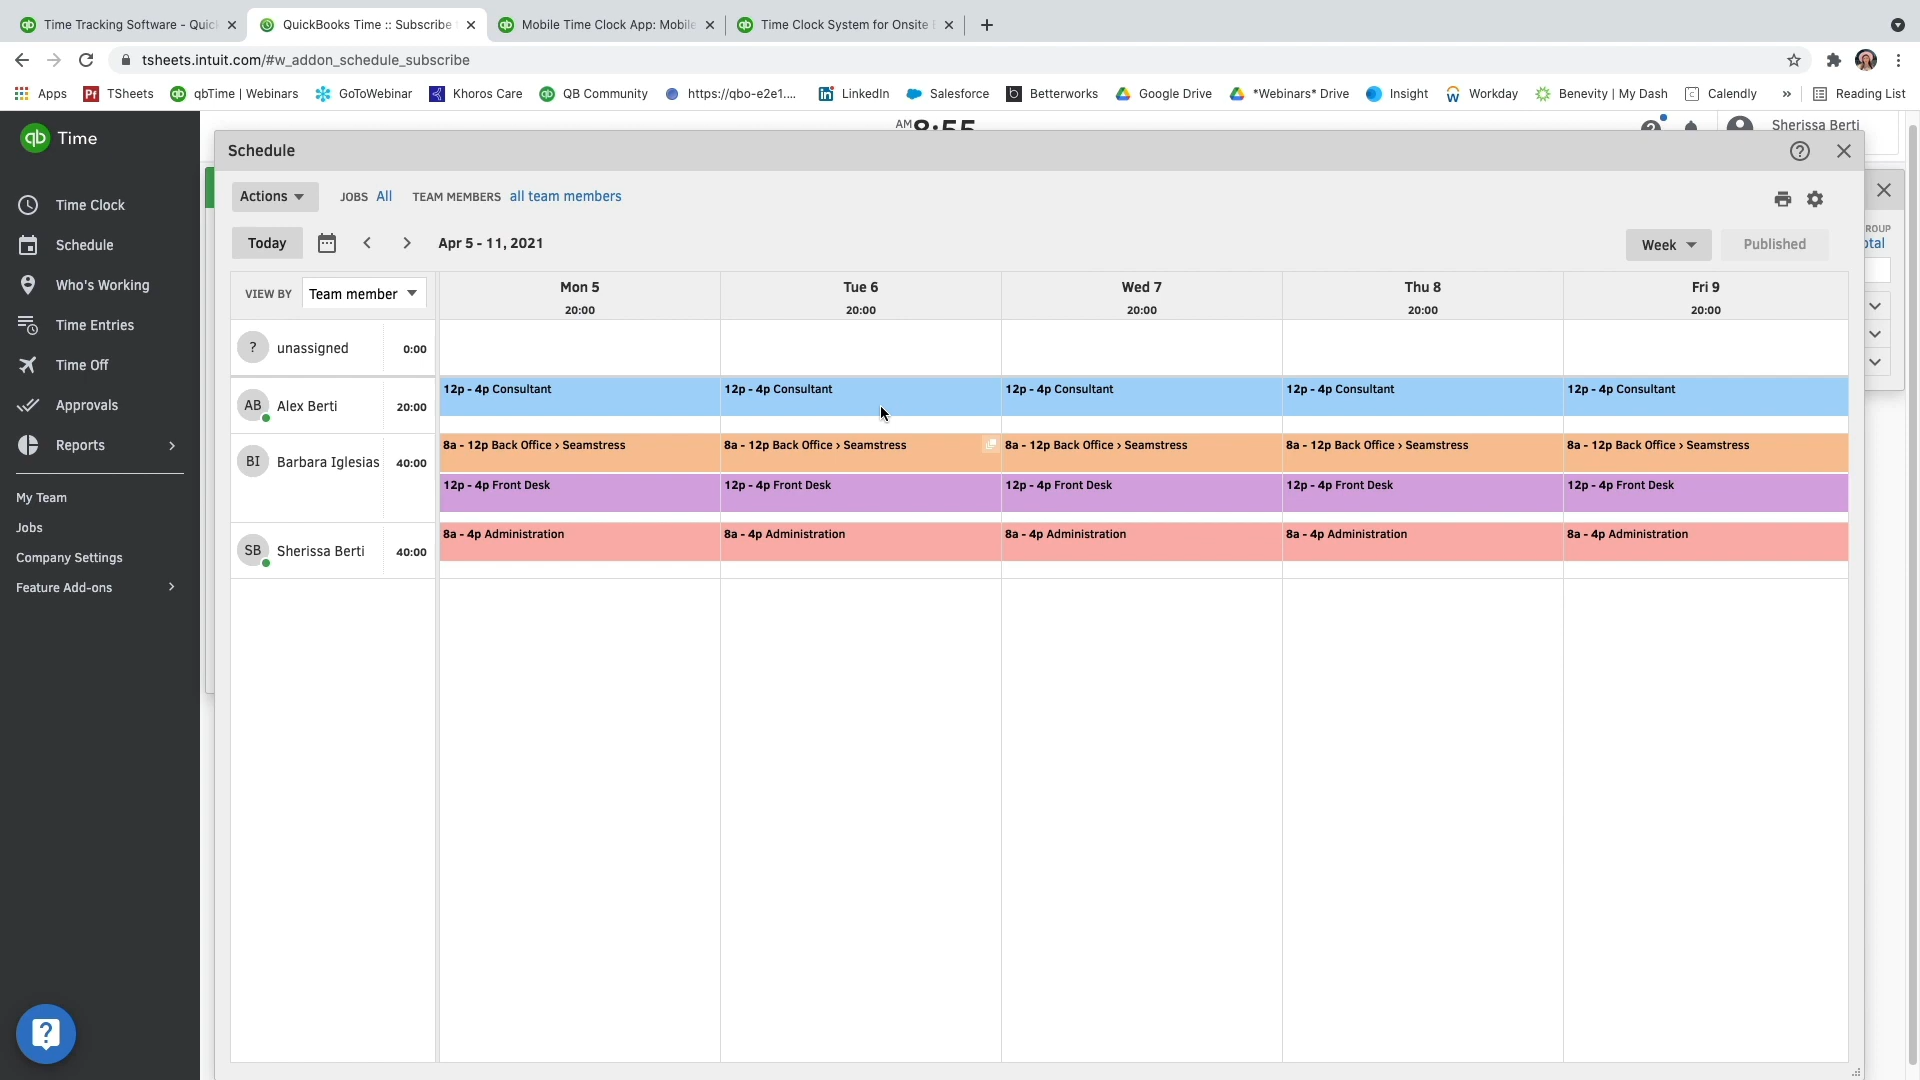 Time Tracking Software - Quic
QuickBooks Time :: Subscribe
Mobile Time Clock App: Mobile
Time Clock System for Onsite E
tsheets.intuit.com/#w_addon_schedule_subscribe
Apps
TSheets
qbTime | Webinars
GoToWebinar
Khoros Care
QB Community
https://qbo-e2e1....
LinkedIn
Salesforce
Betterworks
Google Drive
*Webinars* Drive
Insight
Workday
Benevity | My Dash
Calendly
»
Reading List
qb Time
Sherissa Berti
Schedule
Actions
JOBS All
TEAM MEMBERS all team members
Today
Apr 5 - 11, 2021
Week
Published
ROUP
otal
Time Clock
Schedule
Who's Working
Time Entries
Time Off
Approvals
Reports
My Team
Jobs
Company Settings
Feature Add-ons
VIEW BY Team member
Mon 5
20:00
Tue 6
20:00
Wed 7
20:00
Thu 8
20:00
Fri 9
20:00
? unassigned 0:00
AB Alex Berti 20:00
12p - 4p Consultant
12p - 4p Consultant
12p - 4p Consultant
12p - 4p Consultant
12p - 4p Consultant
BI Barbara Iglesias 40:00
8a - 12p Back Office › Seamstress
8a - 12p Back Office › Seamstress
8a - 12p Back Office › Seamstress
8a - 12p Back Office › Seamstress
8a - 12p Back Office › Seamstress
12p - 4p Front Desk
12p - 4p Front Desk
12p - 4p Front Desk
12p - 4p Front Desk
12p - 4p Front Desk
SB Sherissa Berti 40:00
8a - 4p Administration
8a - 4p Administration
8a - 4p Administration
8a - 4p Administration
8a - 4p Administration